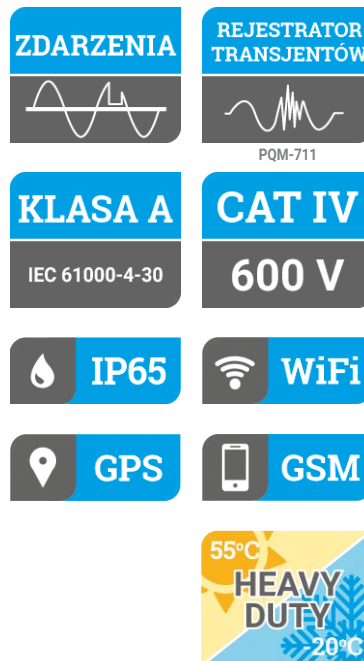 ZDARZENIA
REJESTRATOR
TRANSJENTÓW
PQM-711
KLASA A
IEC 61000-4-30
CAT IV
600 V
IP65
WiFi
GPS
GSM
55°C
HEAVY
DUTY
-20°C